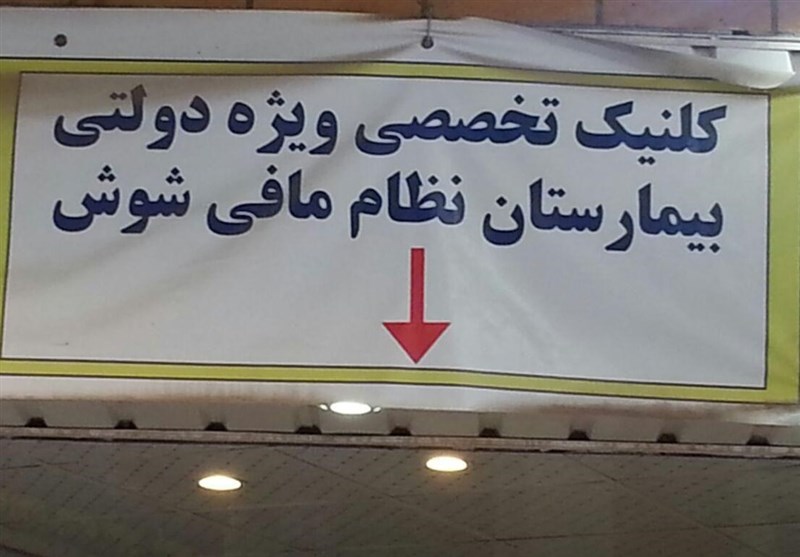 کلنیک تخصصی ویژه دولتی
بیمارستان نظام مافی شوش